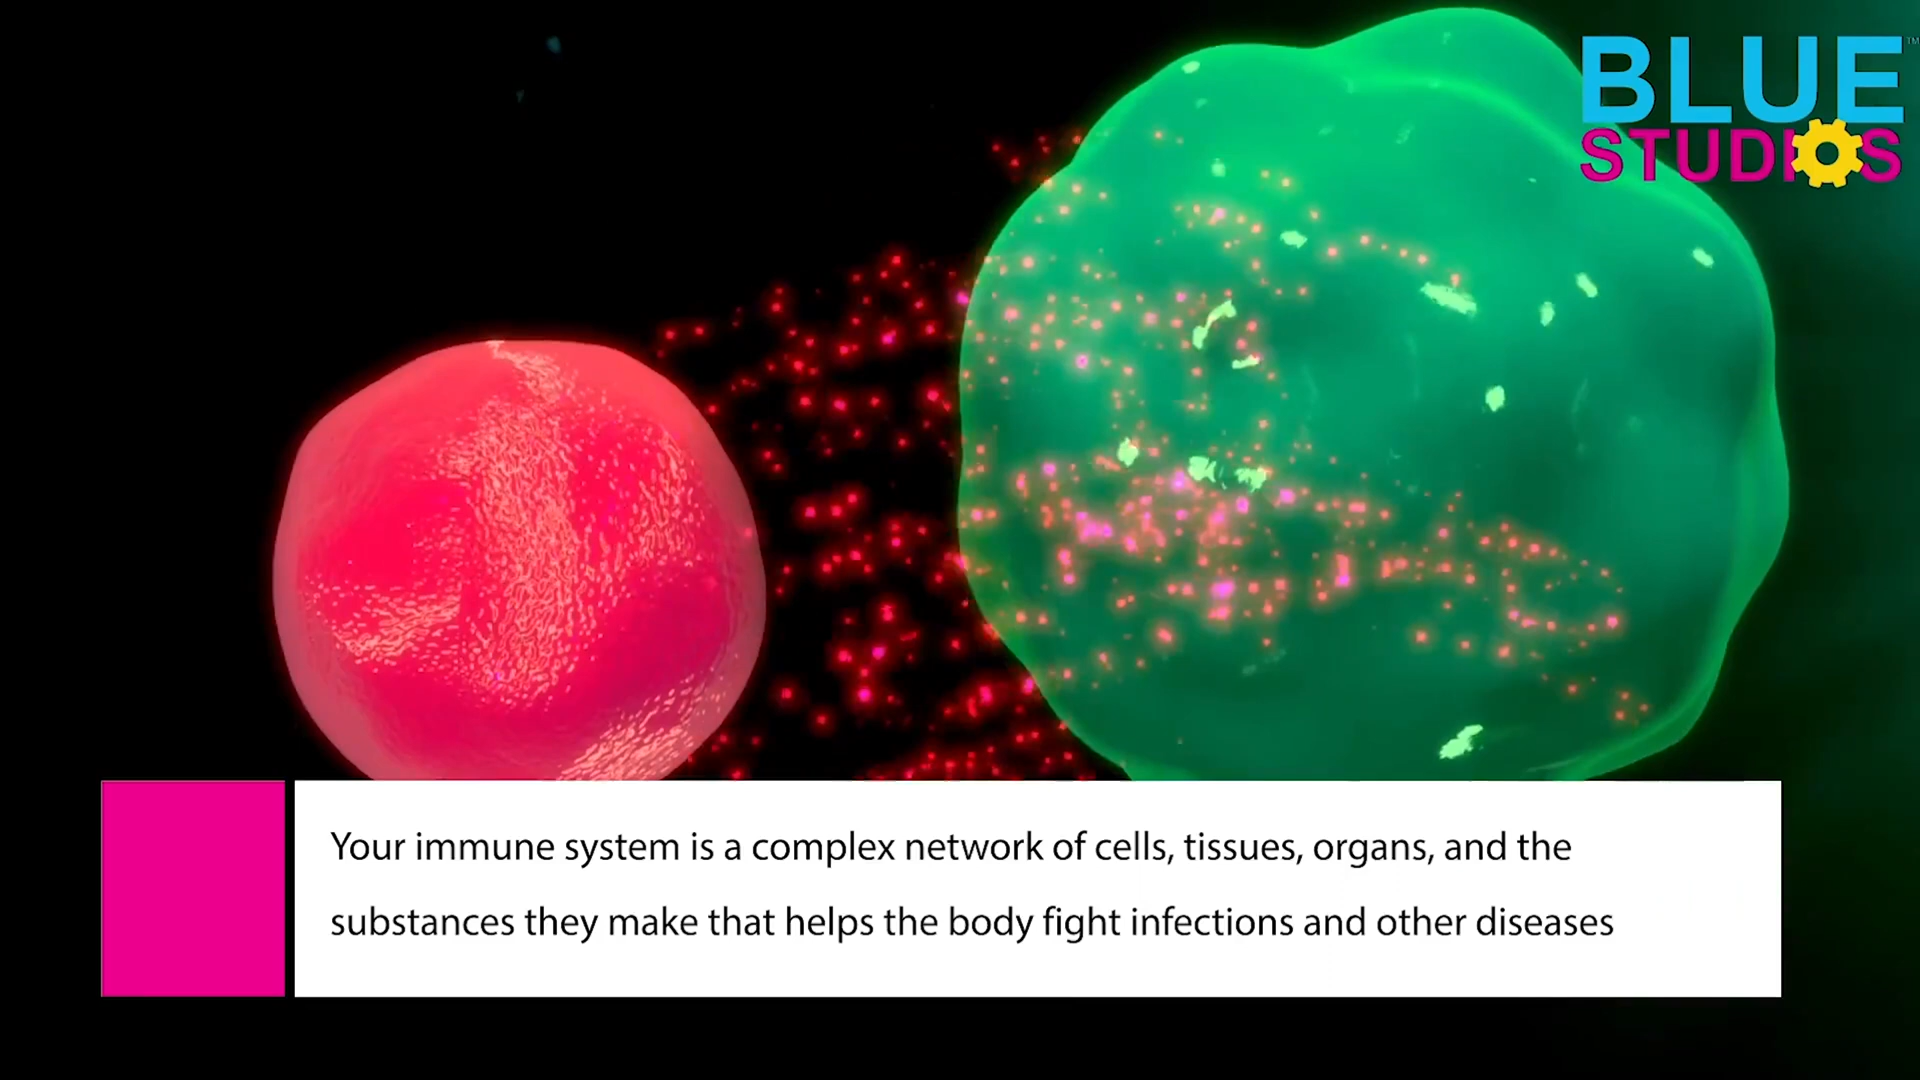 BLUE
™
STUDIOS
Your immune system is a complex network of cells, tissues, organs, and the
substances they make that helps the body fight infections and other diseases